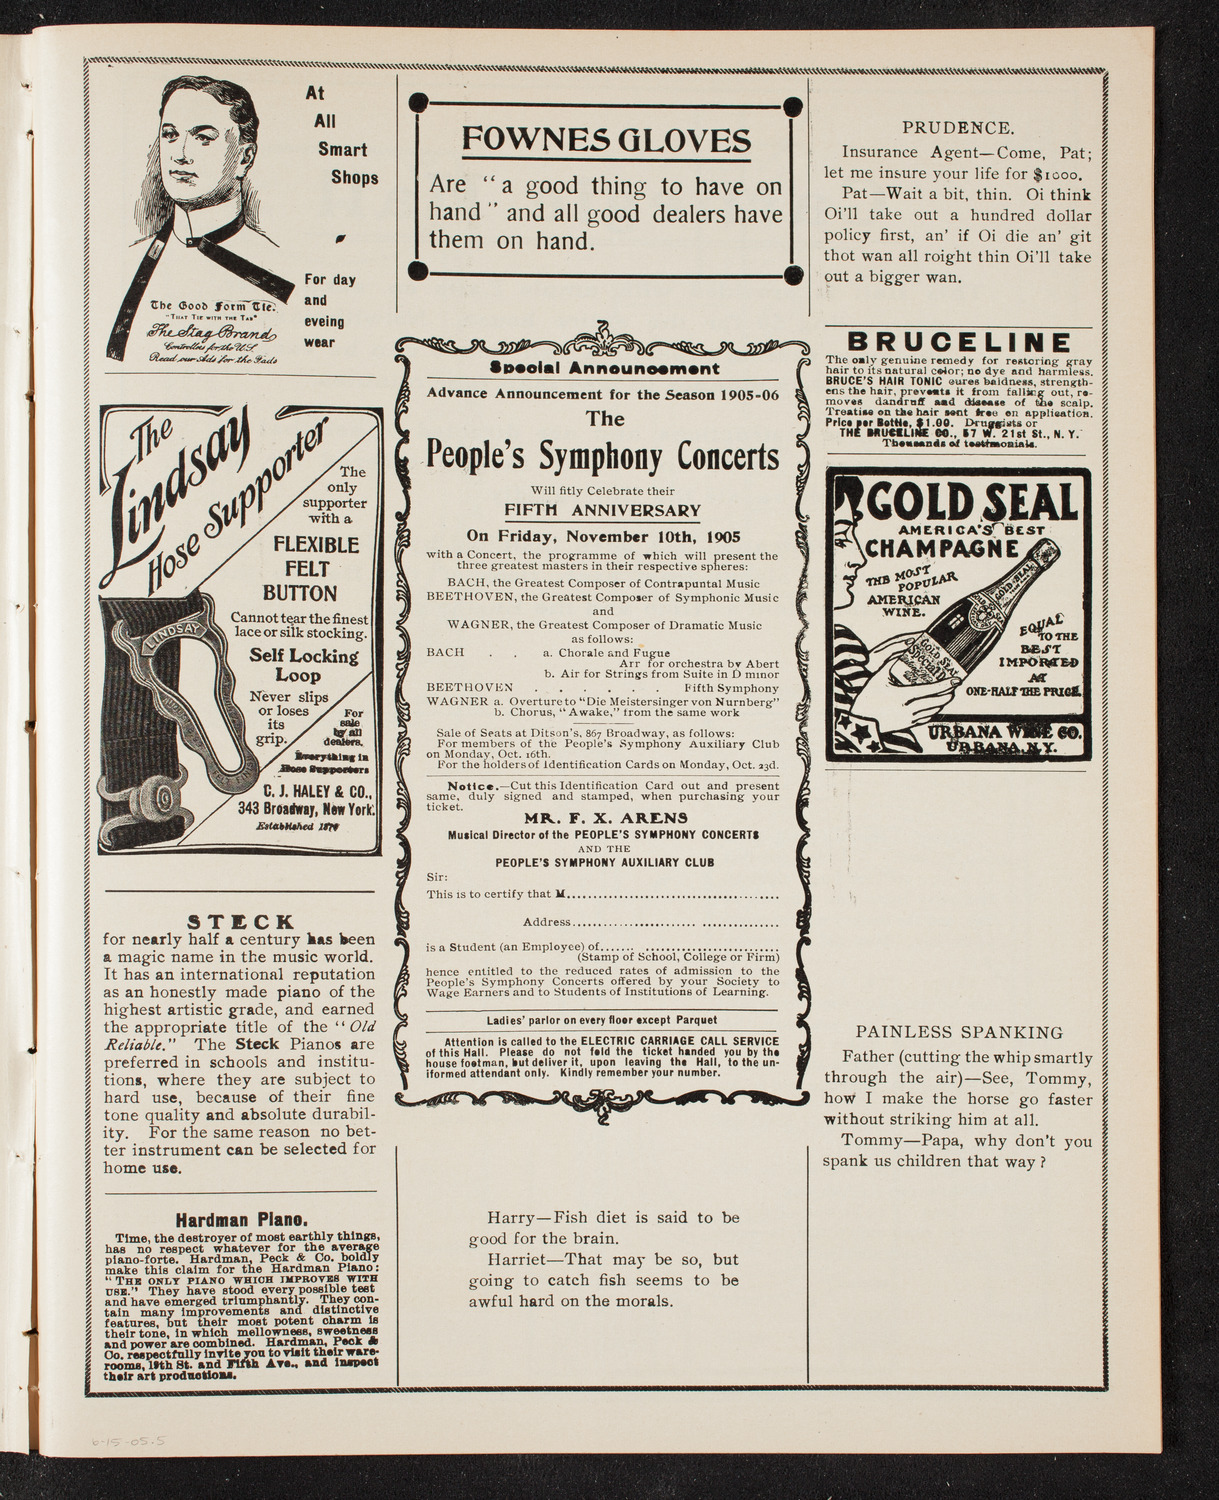 At
All
Smart
Shops
For day
and
eveing
wear
The Good Form Tie.
"That Tie with the Tab"
The Stag Brand
Controllers for the U.S.
Read our Ads for the Fads
The
Lindsay
Hose Supporter
The
only
supporter
with a
FLEXIBLE
FELT
BUTTON
Cannot tear the finest
lace or silk stocking.
Self Locking
Loop
Never slips
or loses
its
grip.
For
sale
by all
dealers.
Everything in
Hose Supporters
C. J. HALEY & CO.,
343 Broadway, New York.
LINDSAY
STECK
for nearly half a century has been
a magic name in the music world.
It has an international reputation
as an honestly made piano of the
highest artistic grade, and earned
the appropriate title of the "Old
Reliable." The Steck Pianos are
preferred in schools and institu-
tions, where they are subject to
hard use, because of their fine
tone quality and absolute durabil-
ity. For the same reason no bet-
ter instrument can be selected for
home use.
Hardman Piano.
Time, the destroyer of most earthly things,
has no respect whatever for the average
piano-forte. Hardman, Peck & Co. boldly
make this claim for the Hardman Piano:
"THE ONLY PIANO WHICH IMPROVES WITH
USE." They have stood every possible test
and have emerged triumphantly. They con-
tain many improvements and distinctive
features, but their most potent charm is
their tone, in which mellowness, sweetness
and power are combined. Hardman, Peck &
Co. respectfully invite you to visit their ware-
rooms, 19th St. and Fifth Ave., and inspect
their art productions.
FOWNES GLOVES
Are "a good thing to have on
hand" and all good dealers have
them on hand.
Special Announcement
Advance Announcement for the Season 1905-06
The
People's Symphony Concerts
Will fitly Celebrate their
FIFTH ANNIVERSARY
On Friday, November 10th, 1905
with a Concert, the programme of which will present the
three greatest masters in their respective spheres:
BACH, the Greatest Composer of Contrapuntal Music
BEETHOVEN, the Greatest Composer of Symphonic Music
and
WAGNER, the Greatest Composer of Dramatic Music
as follows:
BACH . . a. Chorale and Fugue
Arr for orchestra by Abert
b. Air for Strings from Suite in D minor
BEETHOVEN . . . . . . Fifth Symphony
WAGNER a. Overture to "Die Meistersinger von Nurnberg"
b. Chorus, "Awake," from the same work
Sale of Seats at Ditson's, 867 Broadway, as follows:
For members of the People's Symphony Auxiliary Club
on Monday, Oct. 16th.
For the holders of Identification Cards on Monday, Oct. 23d.
Notice.—Cut this Identification Card out and present
same, duly signed and stamped, when purchasing your
ticket.
MR. F. X. ARENS
Musical Director of the PEOPLE'S SYMPHONY CONCERTS
AND THE
PEOPLE'S SYMPHONY AUXILIARY CLUB
Sir:
This is to certify that M........................................
Address........................ ...............
is a Student (an Employee) of....... ..........................
(Stamp of School, College or Firm)
hence entitled to the reduced rates of admission to the
People's Symphony Concerts offered by your Society to
Wage Earners and to Students of Institutions of Learning.
Ladies' parlor on every floor except Parquet
Attention is called to the ELECTRIC CARRIAGE CALL SERVICE
of this Hall. Please do not fold the ticket handed you by the
house footman, but deliver it, upon leaving the Hall, to the un-
iformed attendant only. Kindly remember your number.
Harry—Fish diet is said to be
good for the brain.
Harriet—That may be so, but
going to catch fish seems to be
awful hard on the morals.
PRUDENCE.
Insurance Agent—Come, Pat;
let me insure your life for $1000.
Pat—Wait a bit, thin. Oi think
Oi'll take out a hundred dollar
policy first, an' if Oi die an' git
thot wan all roight thin Oi'll take
out a bigger wan.
BRUCELINE
The only genuine remedy for restoring gray
hair to its natural color; no dye and harmless.
BRUCE'S HAIR TONIC cures baldness, strength-
ens the hair, prevents it from falling out, re-
moves dandruff and disease of the scalp.
Treatise on the hair sent free on application.
Price per Bottle, $1.00. Druggists or
THE BRUCELINE CO., 57 W. 21st St., N. Y.
Thousands of testimonials.
GOLD SEAL
AMERICA'S BEST
CHAMPAGNE
THE MOST
POPULAR
AMERICAN
WINE.
GOLD-SEAL
GOLD SEAL
Special
EQUAL
TO THE
BEST
IMPORTED
AT
ONE-HALF THE PRICE.
URBANA WINE CO.
URBANA, N.Y.
PAINLESS SPANKING
Father (cutting the whip smartly
through the air)—See, Tommy,
how I make the horse go faster
without striking him at all.
Tommy—Papa, why don't you
spank us children that way?
6-15-05.5